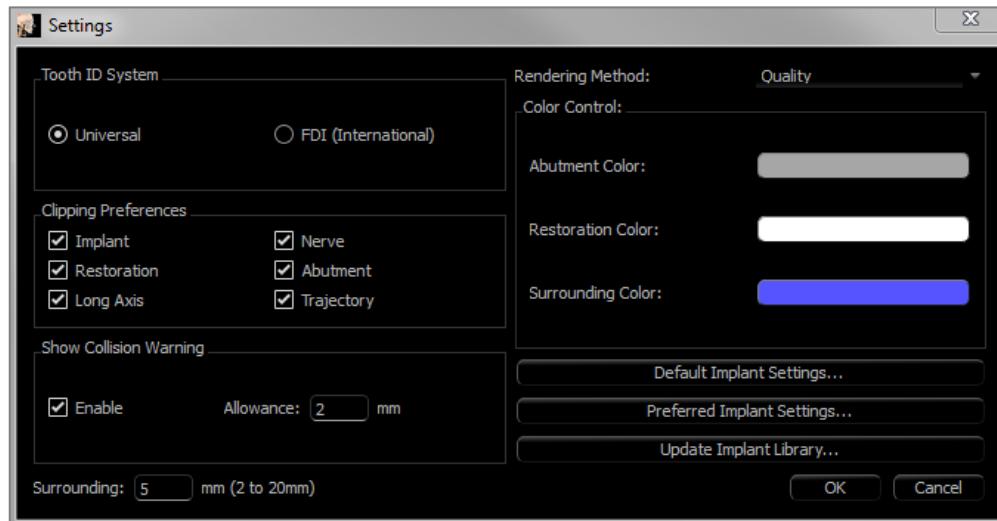 Settings
Tooth ID System
Universal
FDI (International)
Clipping Preferences
Implant
Nerve
Restoration
Abutment
Long Axis
Trajectory
Show Collision Warning
Enable
Allowance: 2 mm
Surrounding: 5 mm (2 to 20mm)
Rendering Method: Quality
Color Control:
Abutment Color:
Restoration Color:
Surrounding Color:
Default Implant Settings...
Preferred Implant Settings...
Update Implant Library...
OK
Cancel